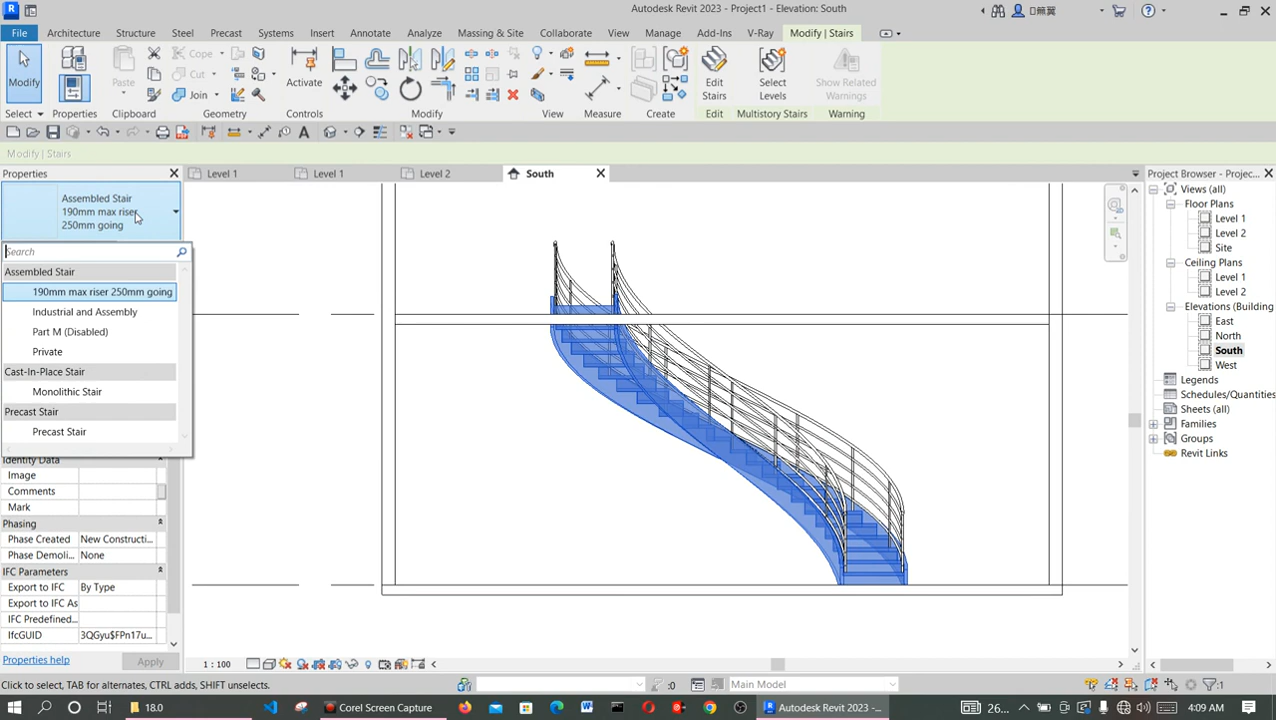 Autodesk Revit 2023 - Project1 - Elevation: South
File Architecture Structure Steel Precast Systems Insert Annotate Analyze Massing & Site Collaborate View Manage Add-Ins V-Ray Modify | Stairs
Modify
Paste
Cope
Cut
Join
Activate
Edit
Stairs
Select
Levels
Show Related
Warnings
Select Properties Clipboard Geometry Controls Modify View Measure Create Edit Multistory Stairs Warning
Modify | Stairs
Properties
Level 1 Level 1 Level 2 South
Assembled Stair
190mm max riser
250mm going
Search
Assembled Stair
190mm max riser 250mm going
Industrial and Assembly
Part M (Disabled)
Private
Cast-In-Place Stair
Monolithic Stair
Precast Stair
Precast Stair
Identity Data
Image
Comments
Mark
Phasing
Phase Created New Constructi...
Phase Demoli... None
IFC Parameters
Export to IFC By Type
Export to IFC As
IFC Predefined...
IfcGUID 3QGyu$FPn17u...
Properties help Apply
Project Browser - Projec...
Views (all)
Floor Plans
Level 1
Level 2
Site
Ceiling Plans
Level 1
Level 2
Elevations (Building
East
North
South
West
Legends
Schedules/Quantities
Sheets (all)
Families
Groups
Revit Links
1 : 100
Click to select, TAB for alternates, CTRL adds, SHIFT unselects.
:0
Main Model
:1
18.0
Corel Screen Capture
Autodesk Revit 2023 -...
26...
4:09 AM